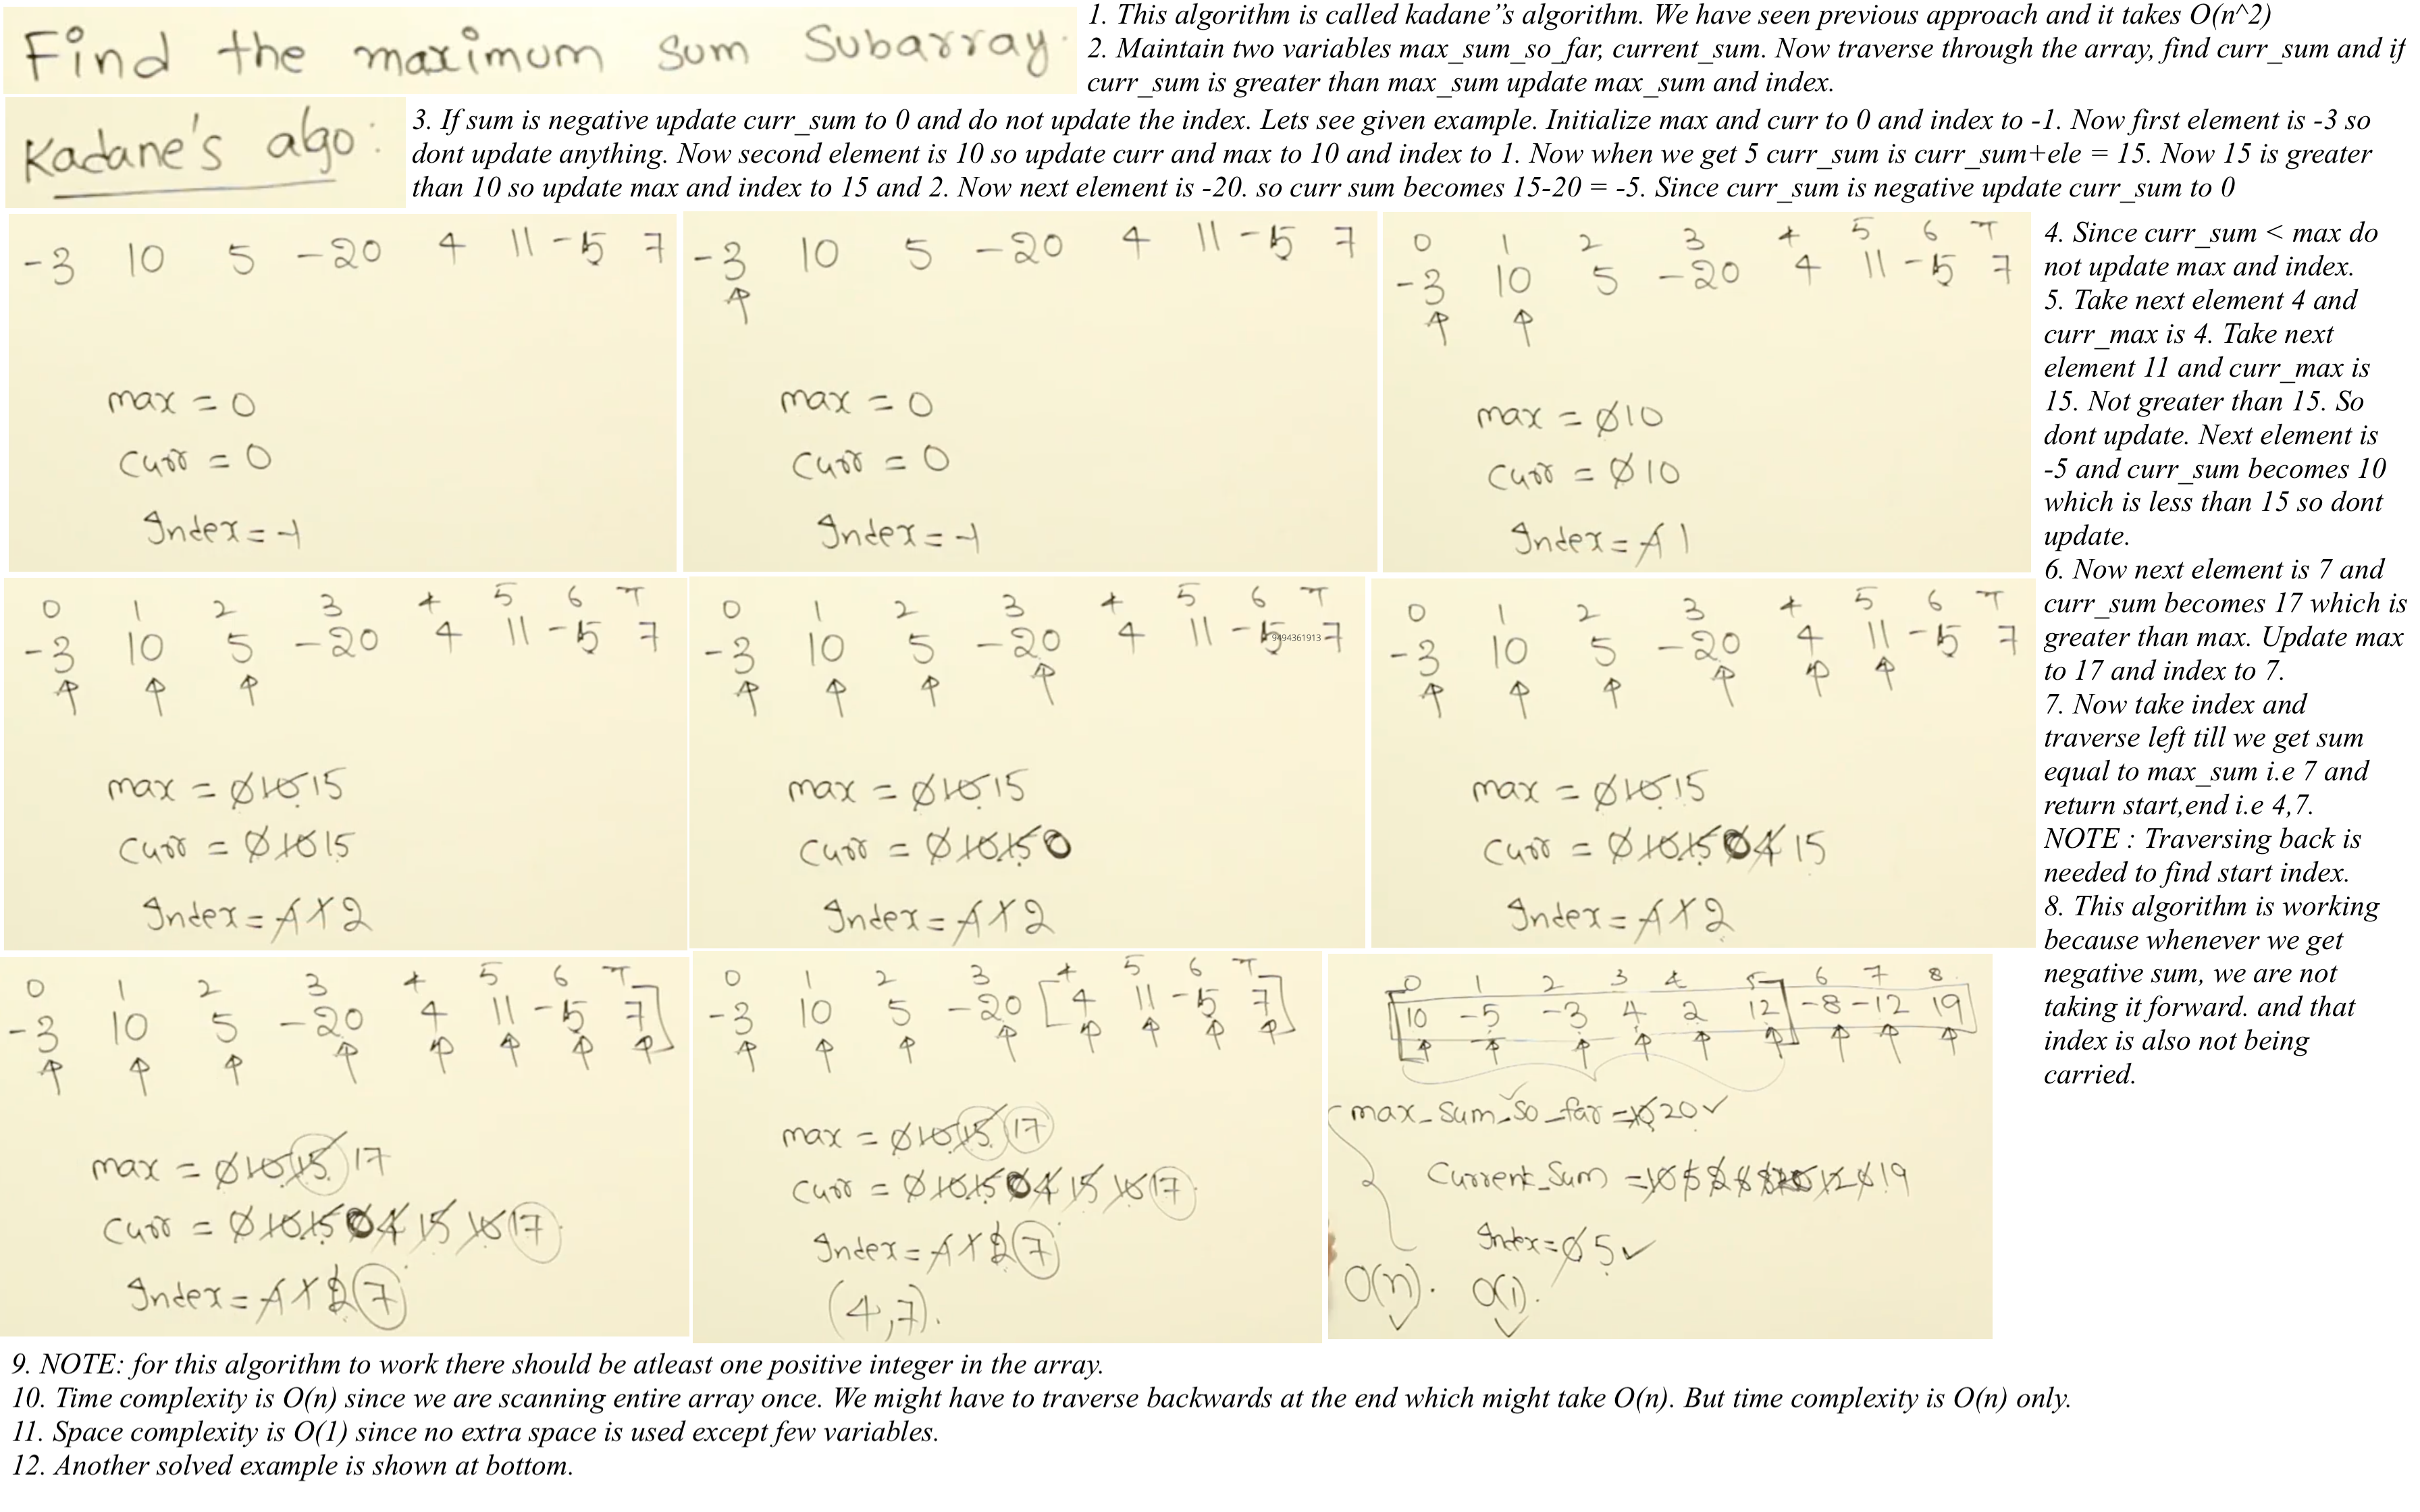 Find the maximum sum Subarray.
1. This algorithm is called kadane”s algorithm. We have seen previous approach and it takes O(n^2)
2. Maintain two variables max_sum_so_far, current_sum. Now traverse through the array, find curr_sum and if
curr_sum is greater than max_sum update max_sum and index.
Kadane's algo:
3. If sum is negative update curr_sum to 0 and do not update the index. Lets see given example. Initialize max and curr to 0 and index to -1. Now first element is -3 so
dont update anything. Now second element is 10 so update curr and max to 10 and index to 1. Now when we get 5 curr_sum is curr_sum+ele = 15. Now 15 is greater
than 10 so update max and index to 15 and 2. Now next element is -20. so curr sum becomes 15-20 = -5. Since curr_sum is negative update curr_sum to 0
-3 10 5 -20 4 11 -5 7
max = 0
curr = 0
Index = -1
-3 10 5 -20 4 11 -5 7
max = 0
curr = 0
Index = -1
0 1 2 3 4 5 6 7
-3 10 5 -20 4 11 -5 7
max = 0 10
curr = 0 10
Index = -1 1
4. Since curr_sum < max do
not update max and index.
5. Take next element 4 and
curr_max is 4. Take next
element 11 and curr_max is
15. Not greater than 15. So
dont update. Next element is
-5 and curr_sum becomes 10
which is less than 15 so dont
update.
6. Now next element is 7 and
curr_sum becomes 17 which is
greater than max. Update max
to 17 and index to 7.
7. Now take index and
traverse left till we get sum
equal to max_sum i.e 7 and
return start,end i.e 4,7.
NOTE : Traversing back is
needed to find start index.
8. This algorithm is working
because whenever we get
negative sum, we are not
taking it forward. and that
index is also not being
carried.
0 1 2 3 4 5 6 7
-3 10 5 -20 4 11 -5 7
max = 0 10 15
curr = 0 10 15
Index = -1 1 2
0 1 2 3 4 5 6 7
-3 10 5 -20 4 11 -5 7
9494361913
max = 0 10 15
curr = 0 10 15 0
Index = -1 1 2
0 1 2 3 4 5 6 7
-3 10 5 -20 4 11 -5 7
max = 0 10 15
curr = 0 10 15 0 4 15
Index = -1 1 2
0 1 2 3 4 5 6 7
-3 10 5 -20 4 11 -5 7]
max = 0 10 15 17
curr = 0 10 15 0 4 15 10 17
Index = -1 1 2 7
0 1 2 3 4 5 6 7
-3 10 5 -20 [4 11 -5 7]
max = 0 10 15 17
curr = 0 10 15 0 4 15 10 17
Index = -1 1 2 7
(4,7).
0 1 2 3 4 5 6 7 8
[10 -5 -3 4 2 12] -8 -12 19
max_sum_so_far = 10 20 ✓
Current_Sum = 10 5 2 6 8 20 12 0 19
Index = 0 5 ✓
O(n). O(1).
9. NOTE: for this algorithm to work there should be atleast one positive integer in the array.
10. Time complexity is O(n) since we are scanning entire array once. We might have to traverse backwards at the end which might take O(n). But time complexity is O(n) only.
11. Space complexity is O(1) since no extra space is used except few variables.
12. Another solved example is shown at bottom.